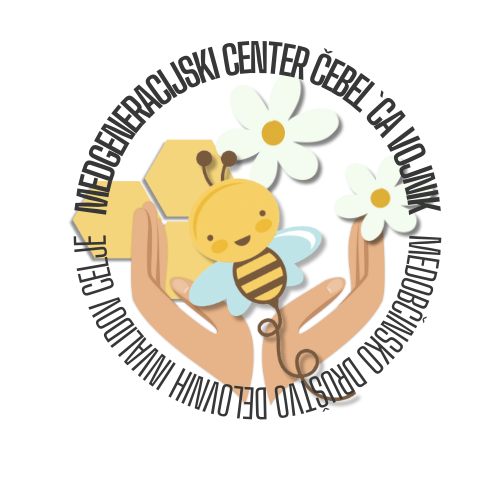 MEDGENERACIJSKI CENTER ČEBEL`CA VOJNIK
MEDOBČINSKO DRUŠTVO DELOVNIH INVALIDOV CELJE